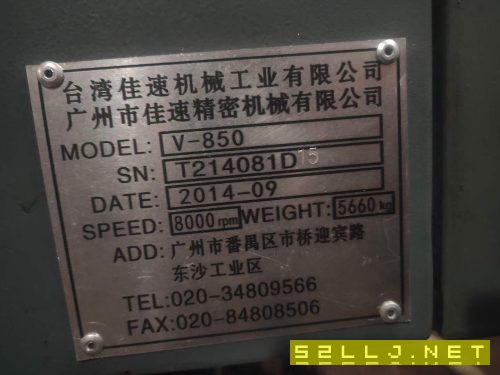 台湾佳速机械工业有限公司
广州市佳速精密机械有限公司
MODEL: V-850
SN: T214081D15
DATE: 2014-09
SPEED: 8000 rpm WEIGHT: 5660 kg
ADD: 广州市番禺区市桥迎宾路
东沙工业区
TEL:020-34809566
FAX:020-84808506
52LLJ.NET